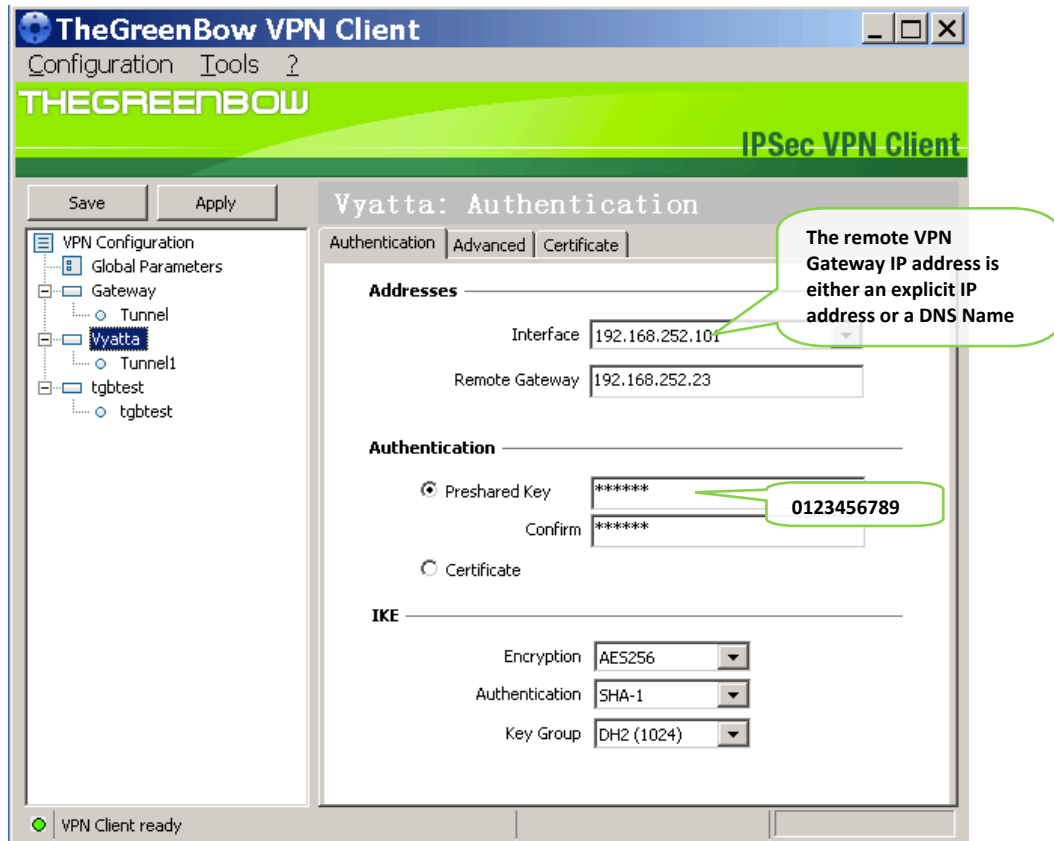 TheGreenBow VPN Client
Configuration Tools ?
THEGREENBOW
IPSec VPN Client
Save Apply
VPN Configuration
Global Parameters
Gateway
Tunnel
Vyatta
Tunnel1
tgbtest
tgbtest
Vyatta: Authentication
Authentication Advanced Certificate
The remote VPN
Gateway IP address is
either an explicit IP
address or a DNS Name
Addresses
Interface 192.168.252.101
Remote Gateway 192.168.252.23
Authentication
Preshared Key ******
0123456789
Confirm ******
Certificate
IKE
Encryption AES256
Authentication SHA-1
Key Group DH2 (1024)
VPN Client ready